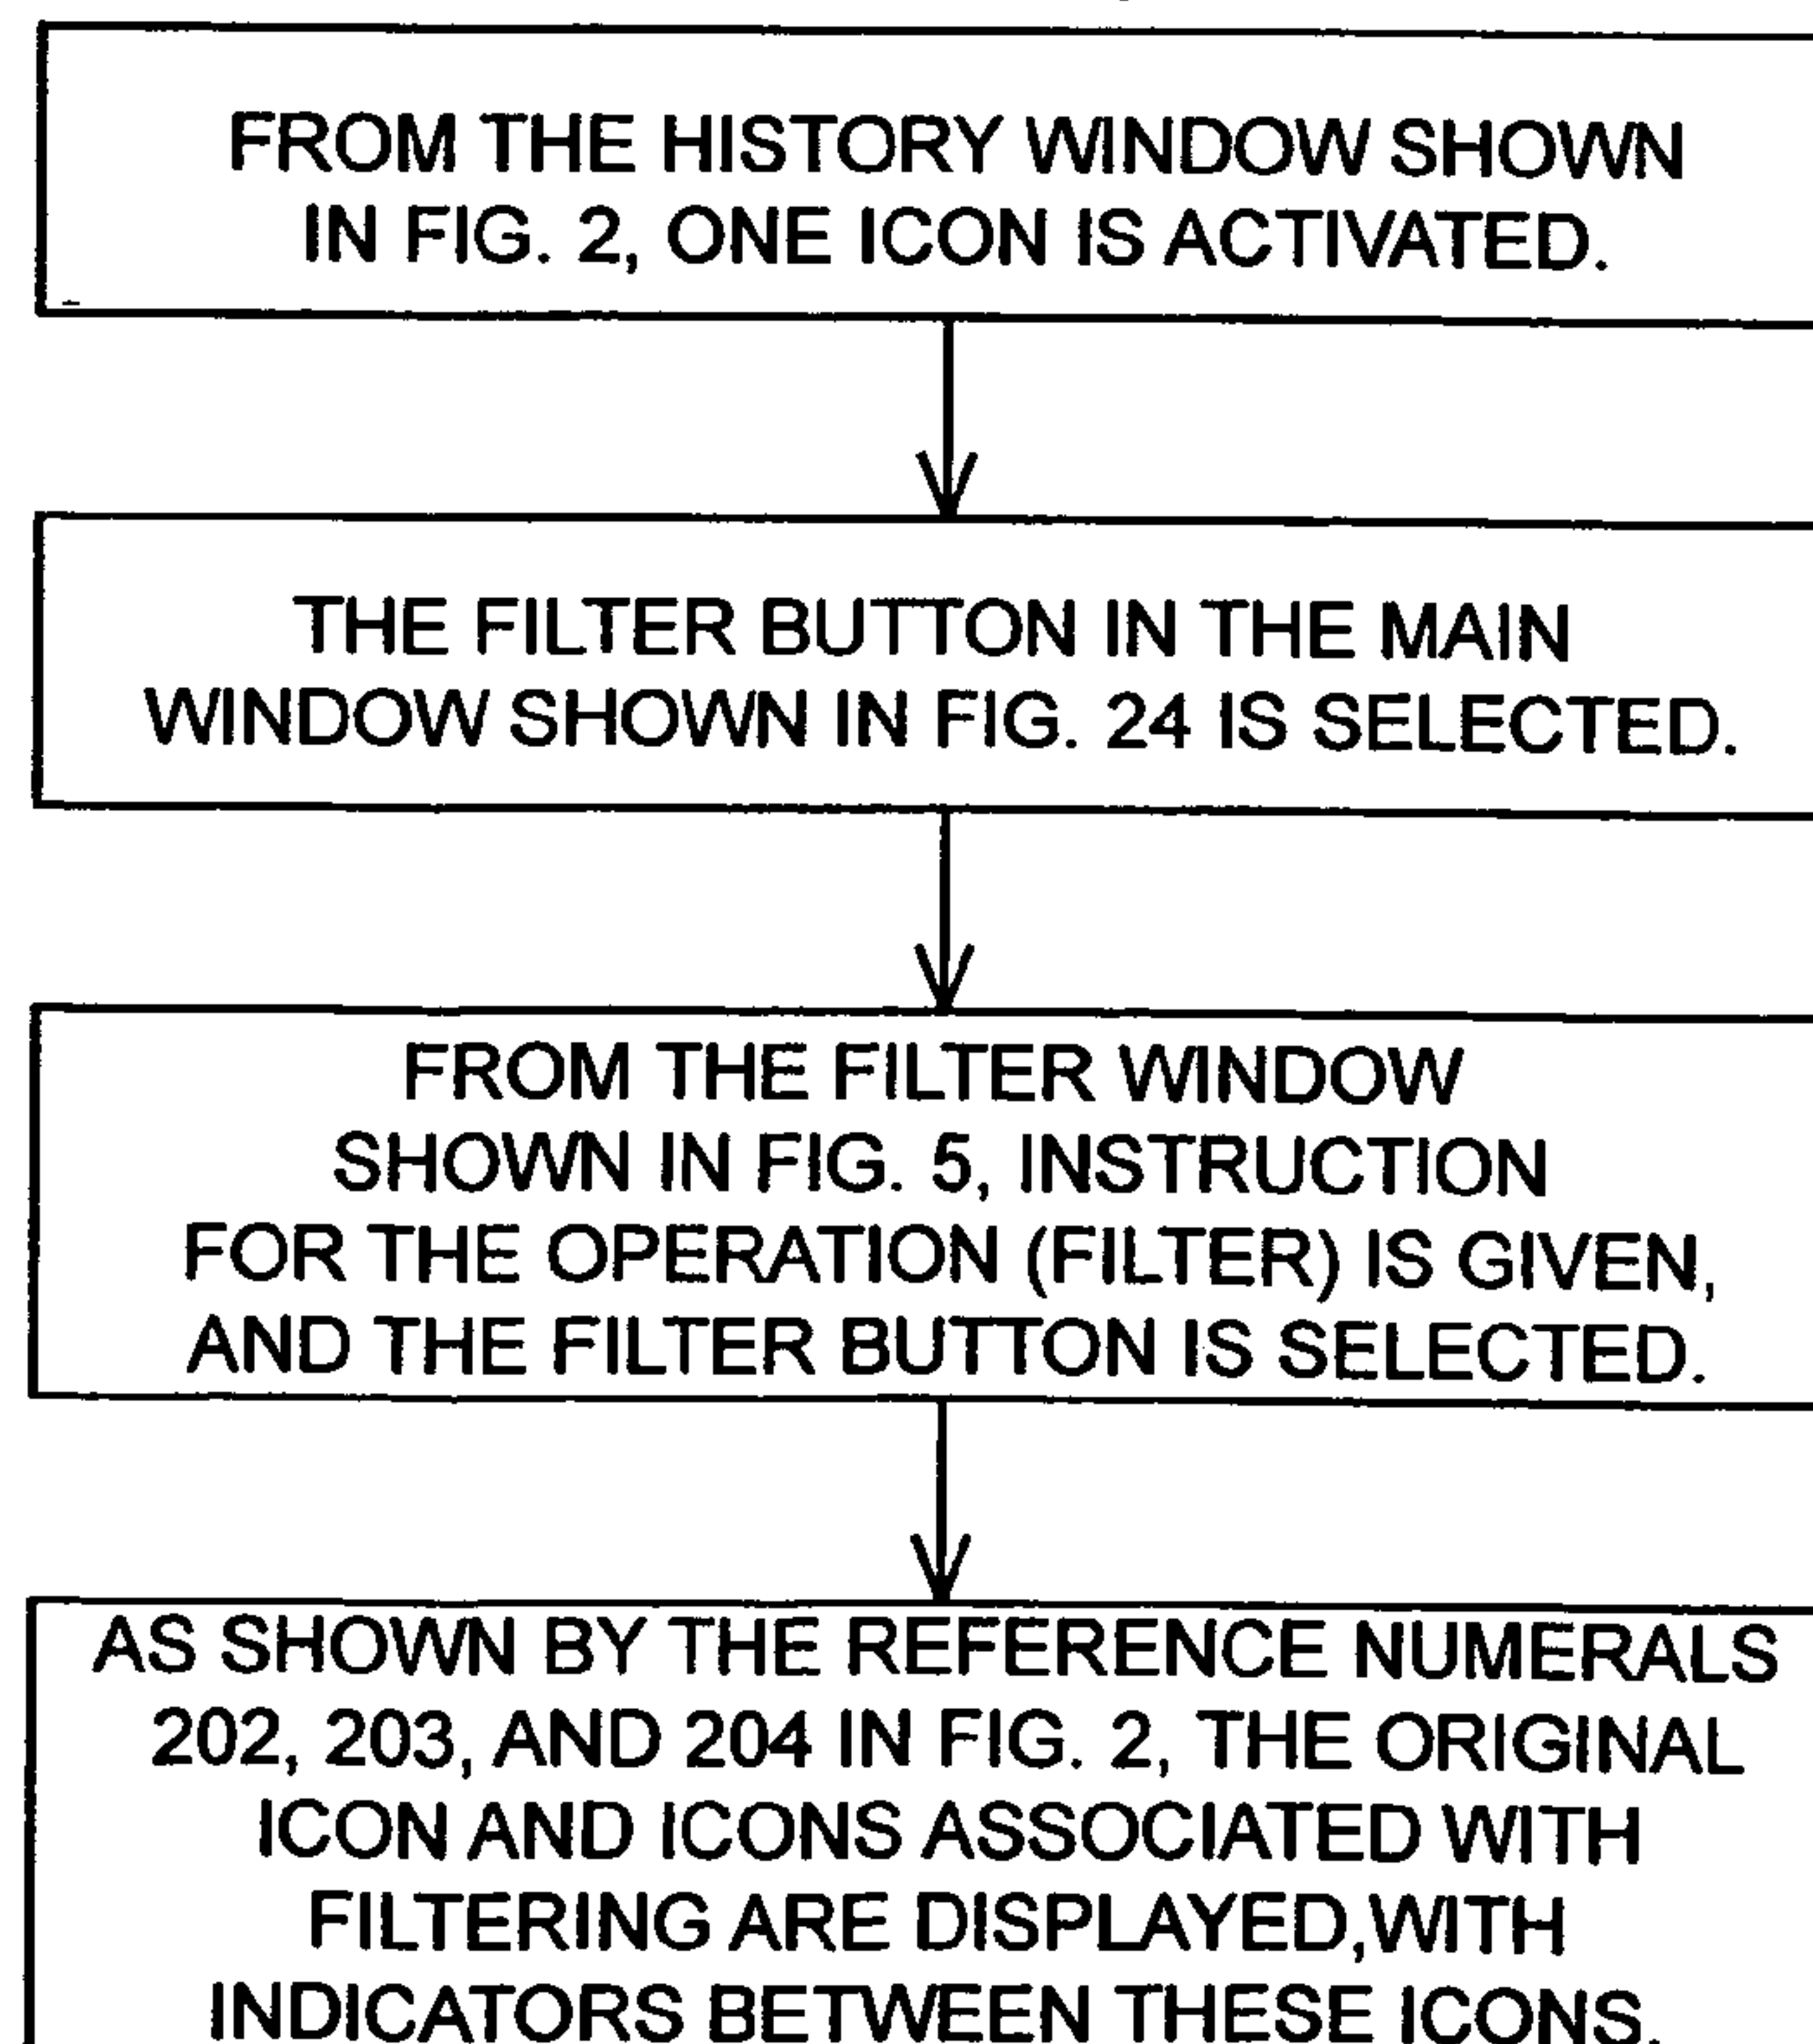 FROM THE HISTORY WINDOW SHOWN
IN FIG. 2, ONE ICON IS ACTIVATED.
THE FILTER BUTTON IN THE MAIN
WINDOW SHOWN IN FIG. 24 IS SELECTED.
FROM THE FILTER WINDOW
SHOWN IN FIG. 5, INSTRUCTION
FOR THE OPERATION (FILTER) IS GIVEN,
AND THE FILTER BUTTON IS SELECTED.
AS SHOWN BY THE REFERENCE NUMERALS
202, 203, AND 204 IN FIG. 2, THE ORIGINAL
ICON AND ICONS ASSOCIATED WITH
FILTERING ARE DISPLAYED,WITH
INDICATORS BETWEEN THESE ICONS.